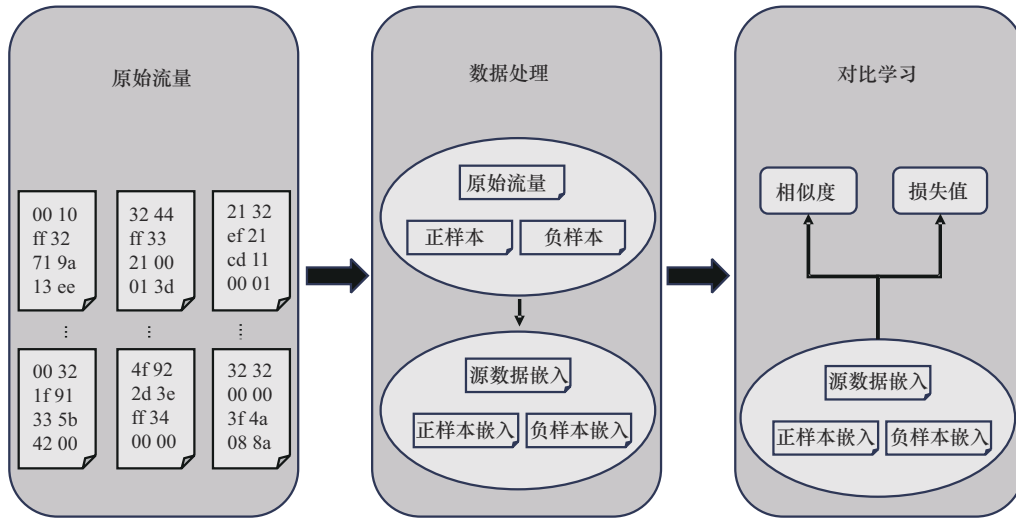 原始流量
00 10
ff 32
71 9a
13 ee
32 44
ff 33
21 00
01 3d
21 32
ef 21
cd 11
00 01
...
...
...
00 32
1f 91
33 5b
42 00
4f 92
2d 3e
ff 34
00 00
32 32
00 00
3f 4a
08 8a
数据处理
原始流量
正样本
负样本
源数据嵌入
正样本嵌入
负样本嵌入
对比学习
相似度
损失值
源数据嵌入
正样本嵌入
负样本嵌入